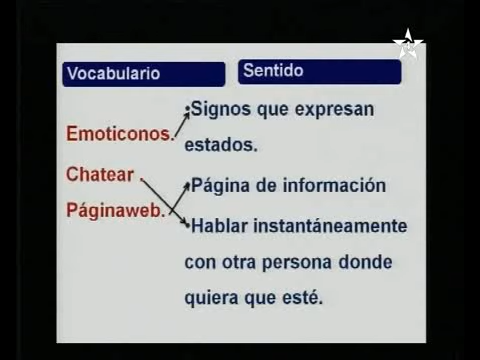 Vocabulario
Sentido
Emoticonos.
•Signos que expresan
estados.
Chatear .
Páginaweb.
•Página de información
•Hablar instantáneamente
con otra persona donde
quiera que esté.